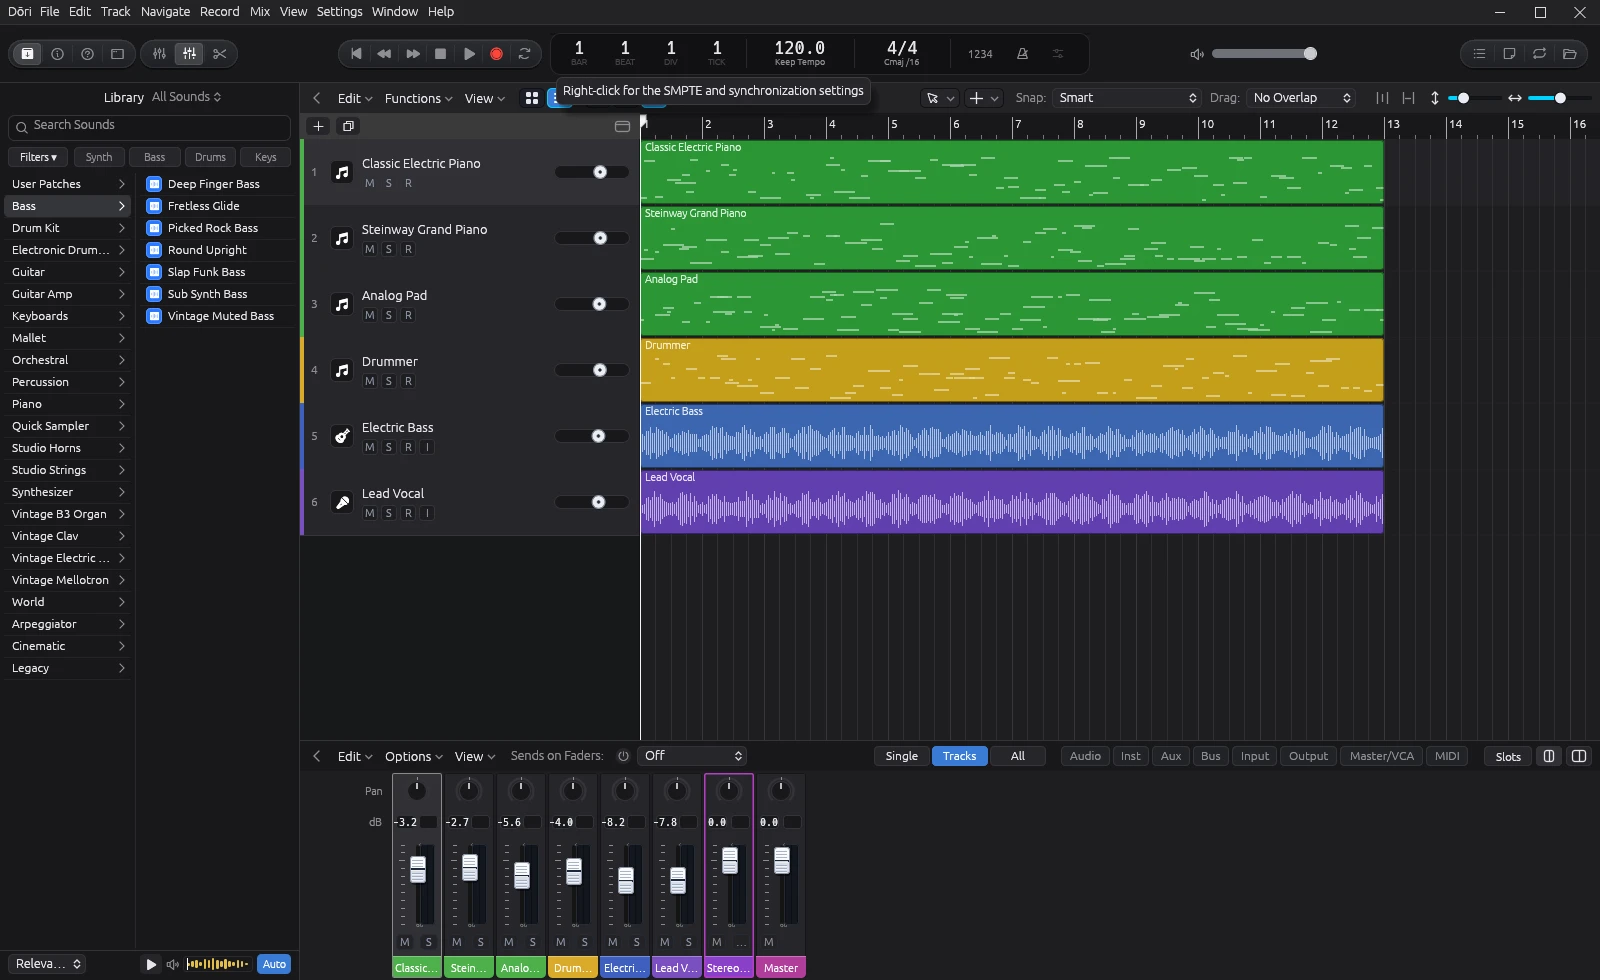 Dōri File Edit Track Navigate Record Mix View Settings Window Help
1 1 1 1 120.0 4/4 1234
BAR BEAT DIV TICK Keep Tempo Cmaj /16
Right-click for the SMPTE and synchronization settings
Library All Sounds
Search Sounds
Filters ▾ Synth Bass Drums Keys
User Patches
Bass
Drum Kit
Electronic Drum...
Guitar
Guitar Amp
Keyboards
Mallet
Orchestral
Percussion
Piano
Quick Sampler
Studio Horns
Studio Strings
Synthesizer
Vintage B3 Organ
Vintage Clav
Vintage Electric ...
Vintage Mellotron
World
Arpeggiator
Cinematic
Legacy
Deep Finger Bass
Fretless Glide
Picked Rock Bass
Round Upright
Slap Funk Bass
Sub Synth Bass
Vintage Muted Bass
Releva... Auto
Edit Functions View Snap: Smart Drag: No Overlap
1 2 3 4 5 6 7 8 9 10 11 12 13 14 15 16
1 Classic Electric Piano
M S R
2 Steinway Grand Piano
M S R
3 Analog Pad
M S R
4 Drummer
M S R
5 Electric Bass
M S R I
6 Lead Vocal
M S R I
Classic Electric Piano
Steinway Grand Piano
Analog Pad
Drummer
Electric Bass
Lead Vocal
Edit Options View Sends on Faders: Off Single Tracks All Audio Inst Aux Bus Input Output Master/VCA MIDI Slots
Pan
dB -3.2 -2.7 -5.6 -4.0 -8.2 -7.8 0.0 0.0
M S M S M S M S M S M S M ... M
Classic... Stein... Analo... Drum... Electri... Lead V... Stereo... Master